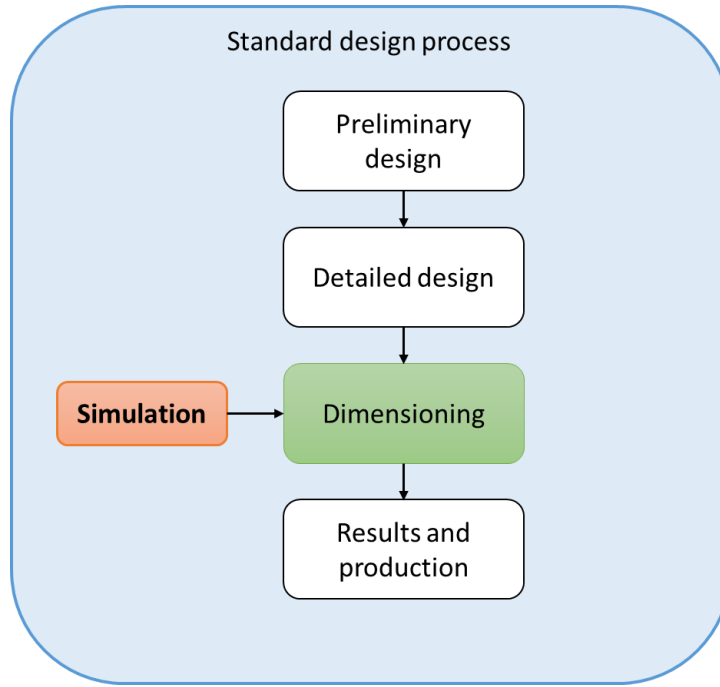 Standard design process
Preliminary
design
Detailed design
Simulation
Dimensioning
Results and
production